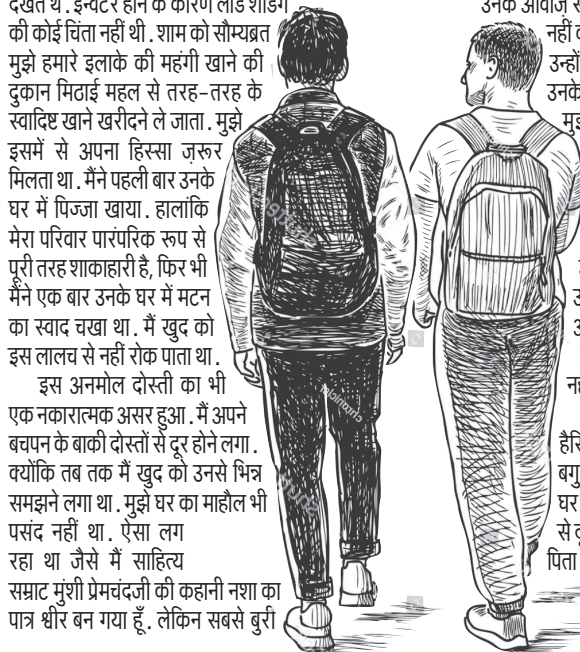 देखते थे . इन्वर्टर होने के कारण लोड शेडिंग
की कोई चिंता नहीं थी . शाम को सौम्यब्रत
मुझे हमारे इलाके की महंगी खाने की
दुकान मिठाई महल से तरह-तरह के
स्वादिष्ट खाने खरीदने ले जाता . मुझे
इसमें से अपना हिस्सा ज़रूर
मिलता था . मैंने पहली बार उनके
घर में पिज्जा खाया . हालांकि
मेरा परिवार पारंपरिक रूप से
पूरी तरह शाकाहारी है, फिर भी
मैंने एक बार उनके घर में मटन
का स्वाद चखा था . मैं खुद को
इस लालच से नहीं रोक पाता था .
इस अनमोल दोस्ती का भी
एक नकारात्मक असर हुआ . मैं अपने
बचपन के बाकी दोस्तों से दूर होने लगा .
क्योंकि तब तक मैं खुद को उनसे भिन्न
समझने लगा था . मुझे घर का माहौल भी
पसंद नहीं था . ऐसा लग
रहा था जैसे मैं साहित्य
सम्राट मुंशी प्रेमचंदजी की कहानी नशा का
पात्र श्वीर बन गया हूँ . लेकिन सबसे बुरी
उनके आवाज
नहीं
उन्हों
उनके
घर
पिता